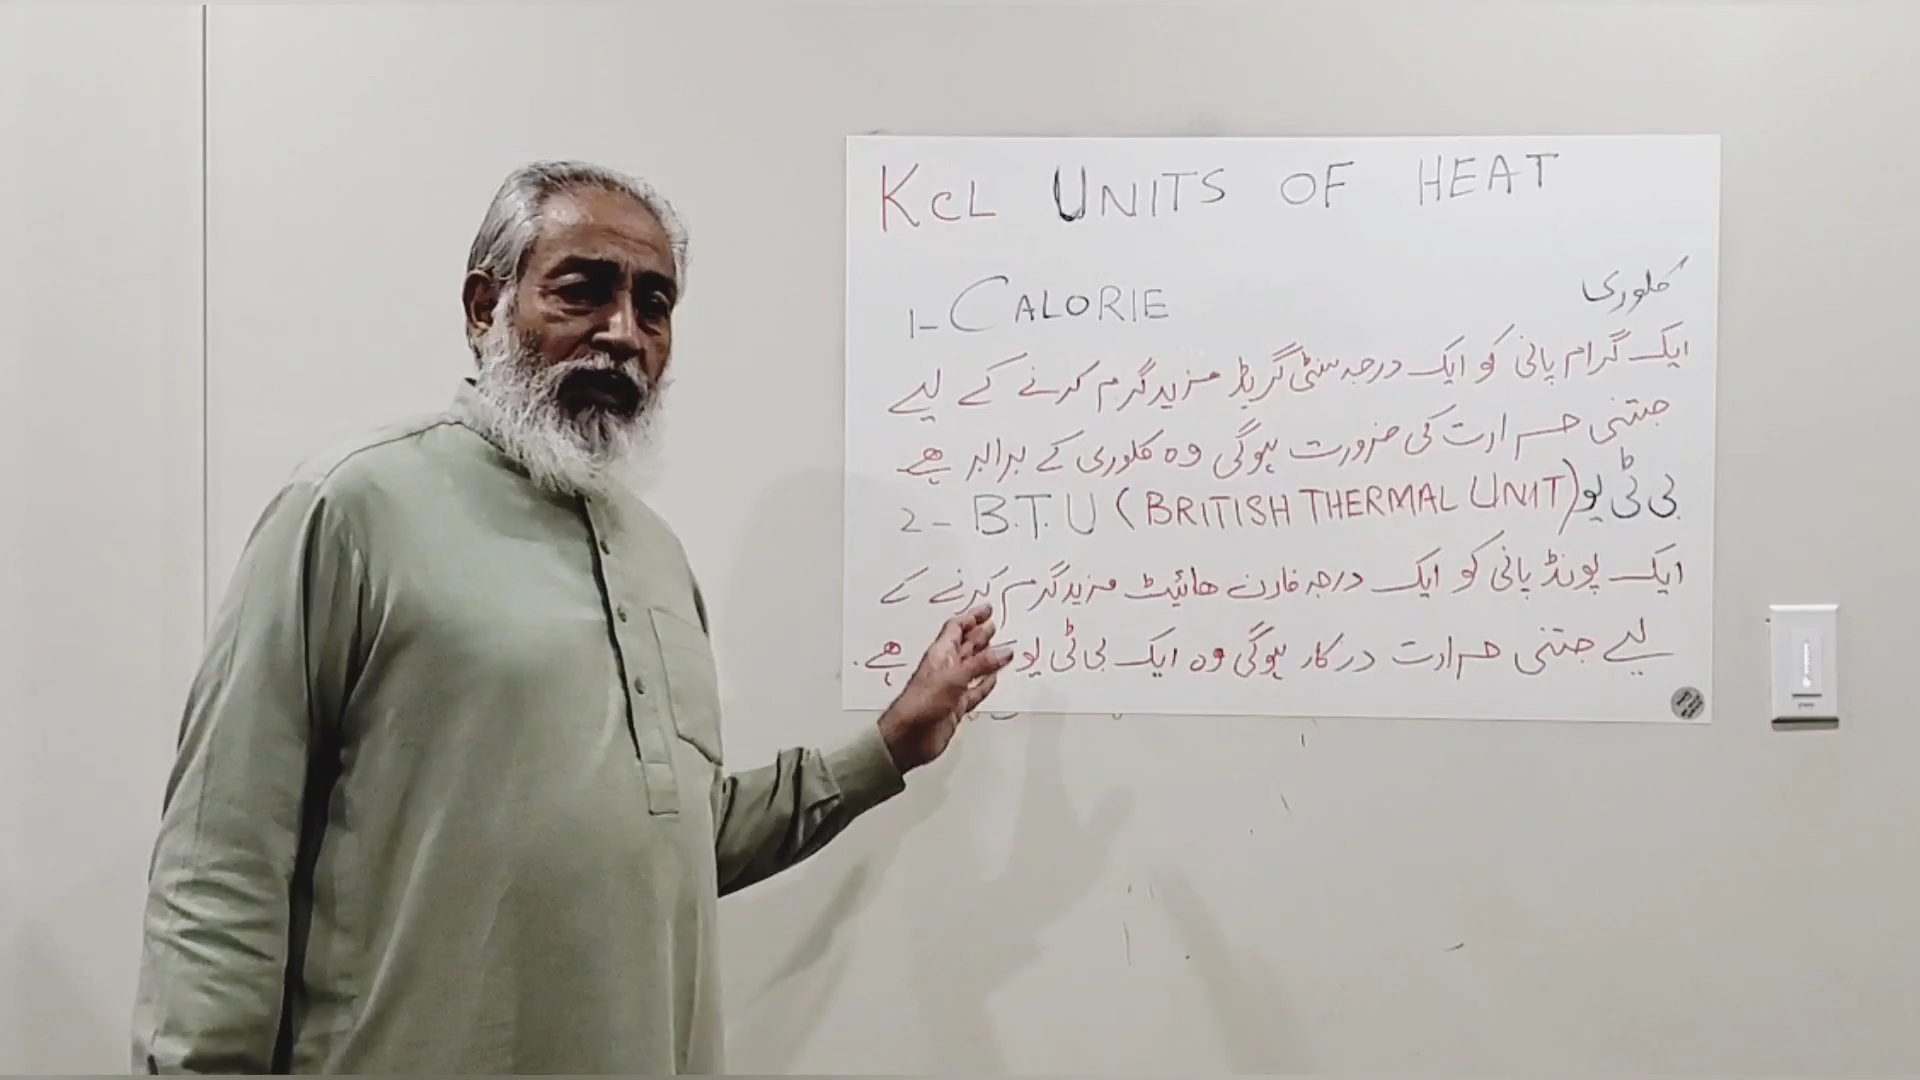 KCL UNITS OF HEAT
1- CALORIE کلوری
ایک گرام پانی کو ایک درجہ سنٹی گریڈ مزید گرم کرنے کے لیے
جتنی حرارت کی ضرورت ہوگی وہ کلوری کے برابر ہے
2- B.T.U (BRITISH THERMAL UNIT) بی ٹی یو
ایک پونڈ پانی کو ایک درجہ فارن ھائیٹ مزید گرم کرنے کے
لیے جتنی حرارت درکار ہوگی وہ ایک بی ٹی یو ہے.